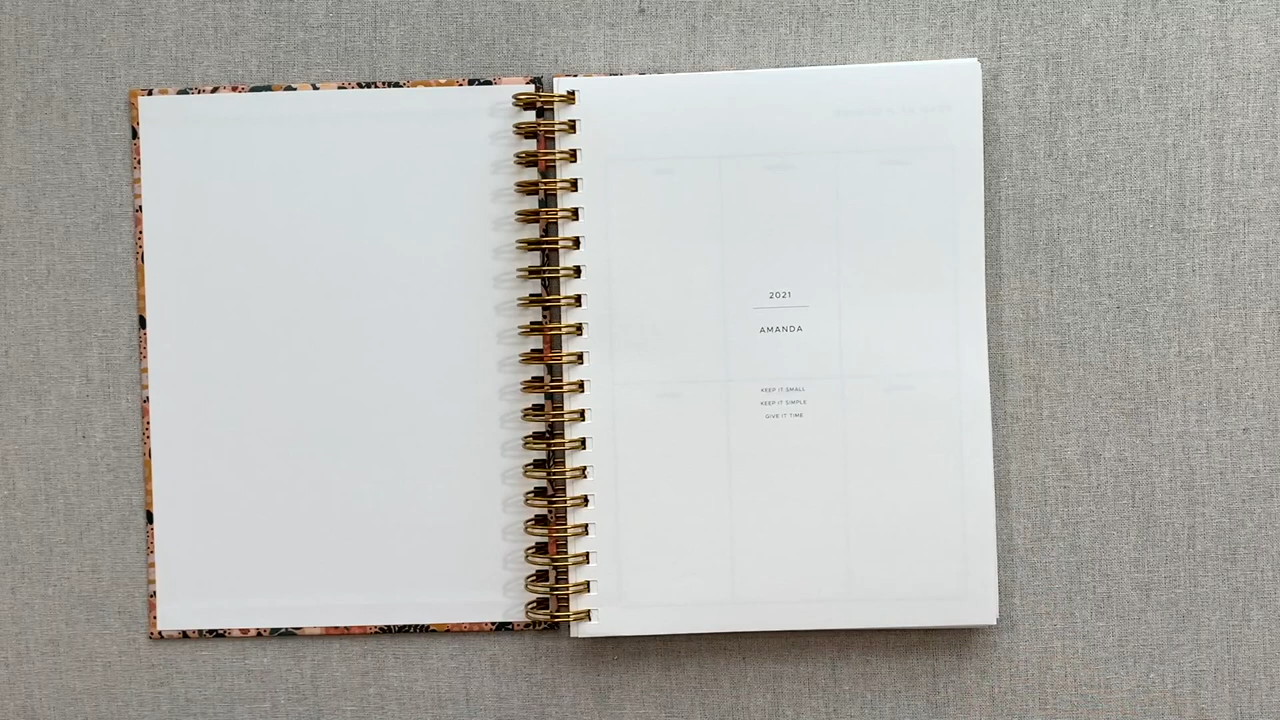 2021
AMANDA
KEEP IT SMALL
KEEP IT SIMPLE
GIVE IT TIME